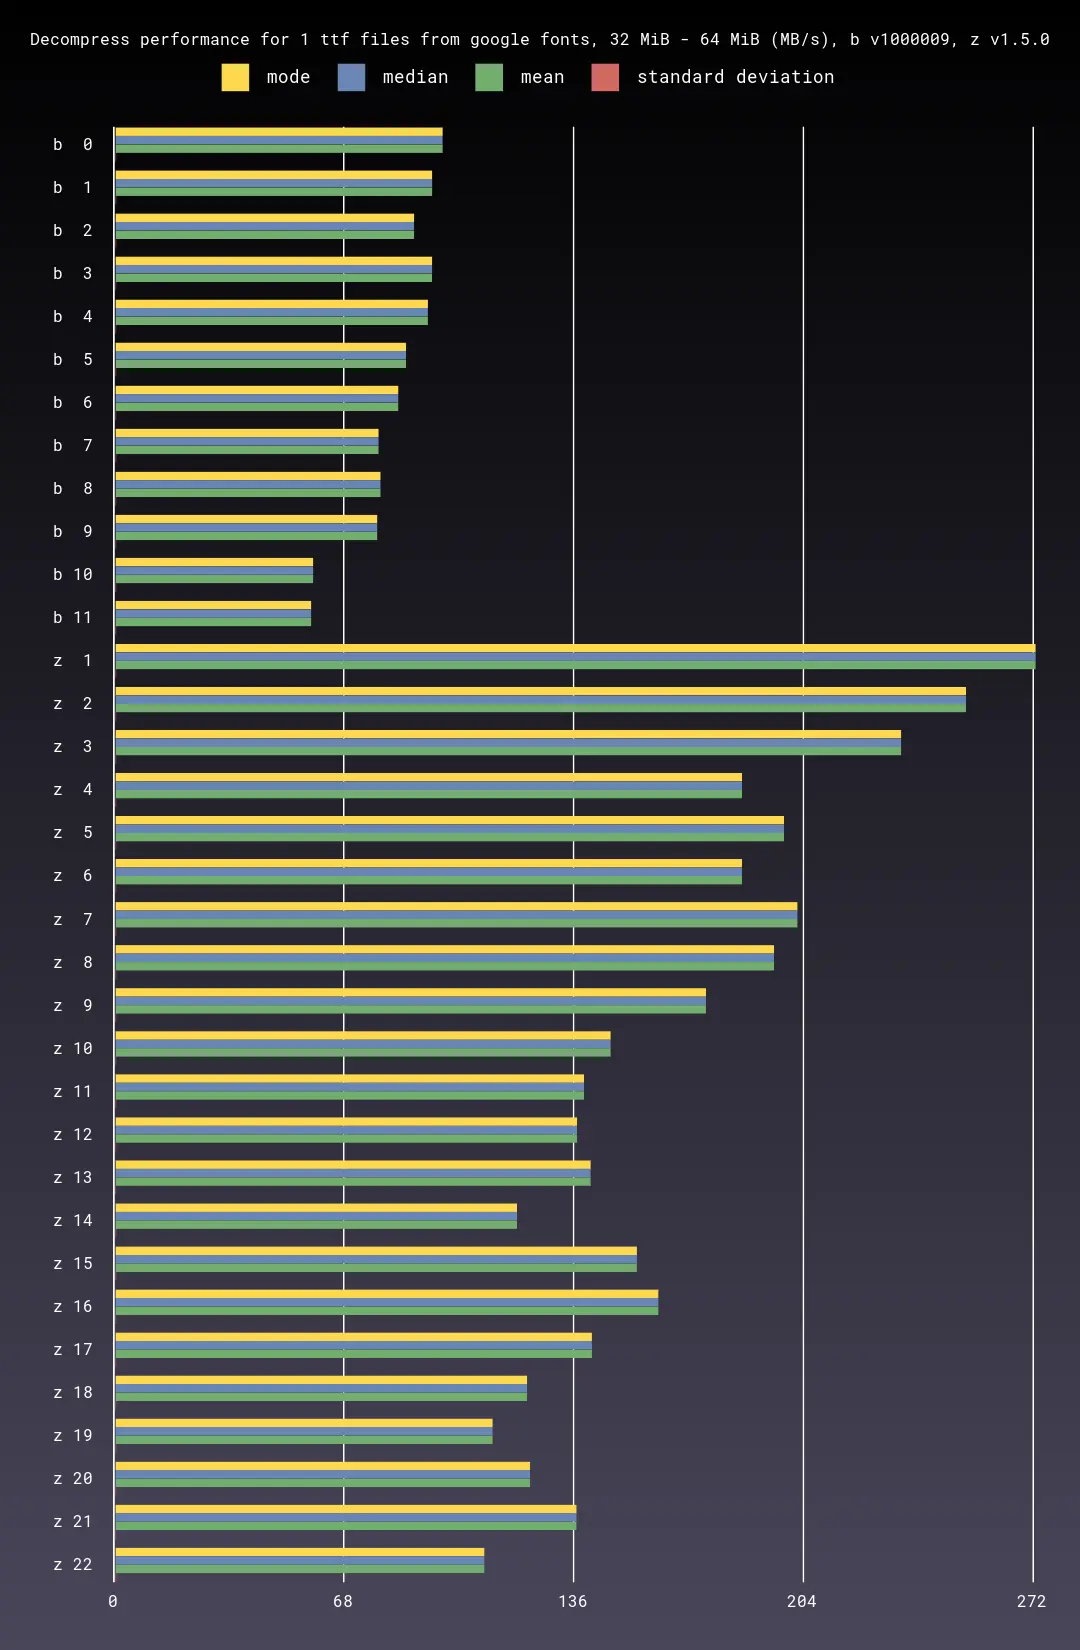 Decompress performance for 1 ttf files from google fonts, 32 MiB - 64 MiB (MB/s), b v1000009, z v1.5.0
mode median mean standard deviation
b 0
b 1
b 2
b 3
b 4
b 5
b 6
b 7
b 8
b 9
b 10
b 11
z 1
z 2
z 3
z 4
z 5
z 6
z 7
z 8
z 9
z 10
z 11
z 12
z 13
z 14
z 15
z 16
z 17
z 18
z 19
z 20
z 21
z 22
0 68 136 204 272